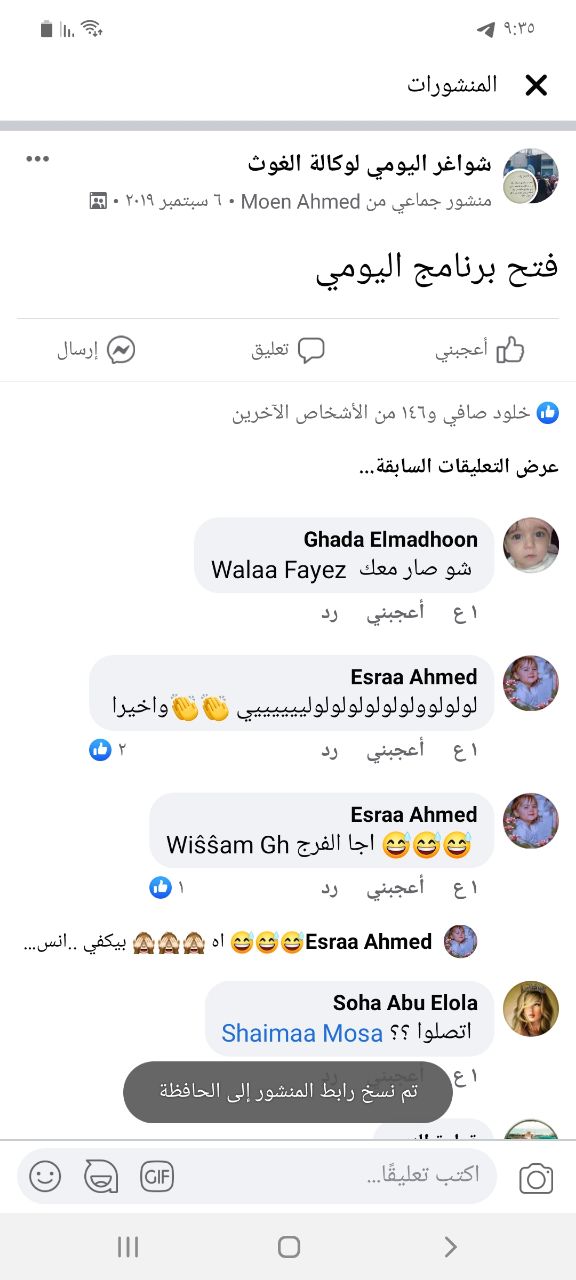 ٩:٣٥
المنشورات
شواغر اليومي لوكالة الغوث
منشور جماعي من Moen Ahmed • ٦ سبتمبر ٢٠١٩ •
فتح برنامج اليومي
أعجبني تعليق إرسال
خلود صافي و١٤٦ من الأشخاص الآخرين
عرض التعليقات السابقة...
Ghada Elmadhoon
شو صار معك Walaa Fayez
١ ع أعجبني رد
Esraa Ahmed
لولولوولولولولولولوليييييي 👏👏واخيرا
١ ع أعجبني رد ٢
Esraa Ahmed
😅😅😅 اجا الفرج Wiŝŝam Gh
١ ع أعجبني رد ١
Esraa Ahmed😅😅😅 اه 🙈🙈🙈 بيكفي ..انس...
Soha Abu Elola
اتصلوا ؟؟ Shaimaa Mosa
١ ع أعجبني رد
تم نسخ رابط المنشور إلى الحافظة
اكتب تعليقًا...
GIF